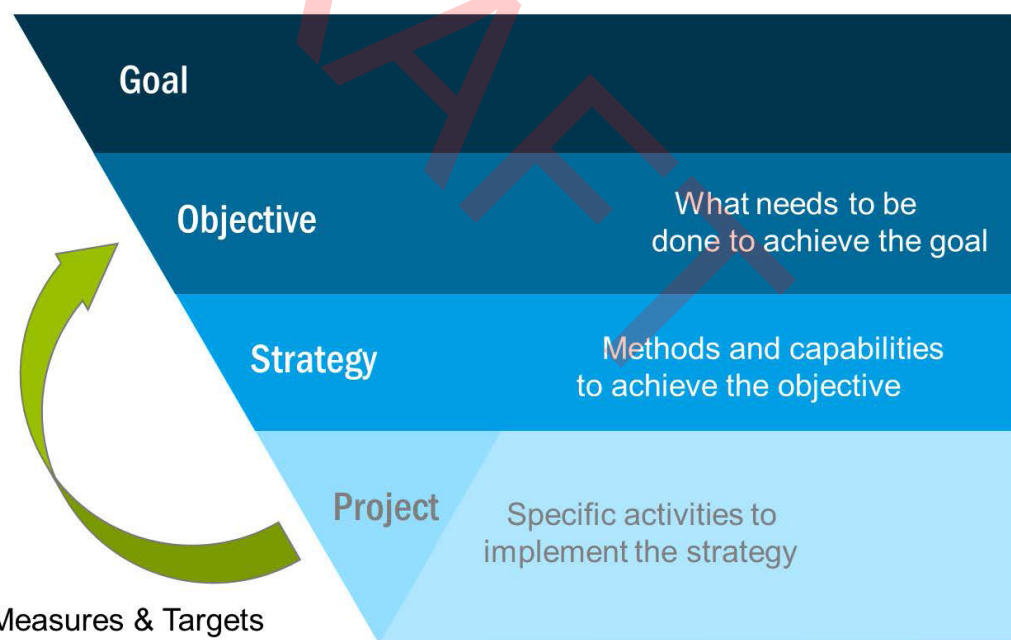 Goal
Objective
What needs to be
done to achieve the goal
Strategy
Methods and capabilities
to achieve the objective
Project
Specific activities to
implement the strategy
Measures & Targets